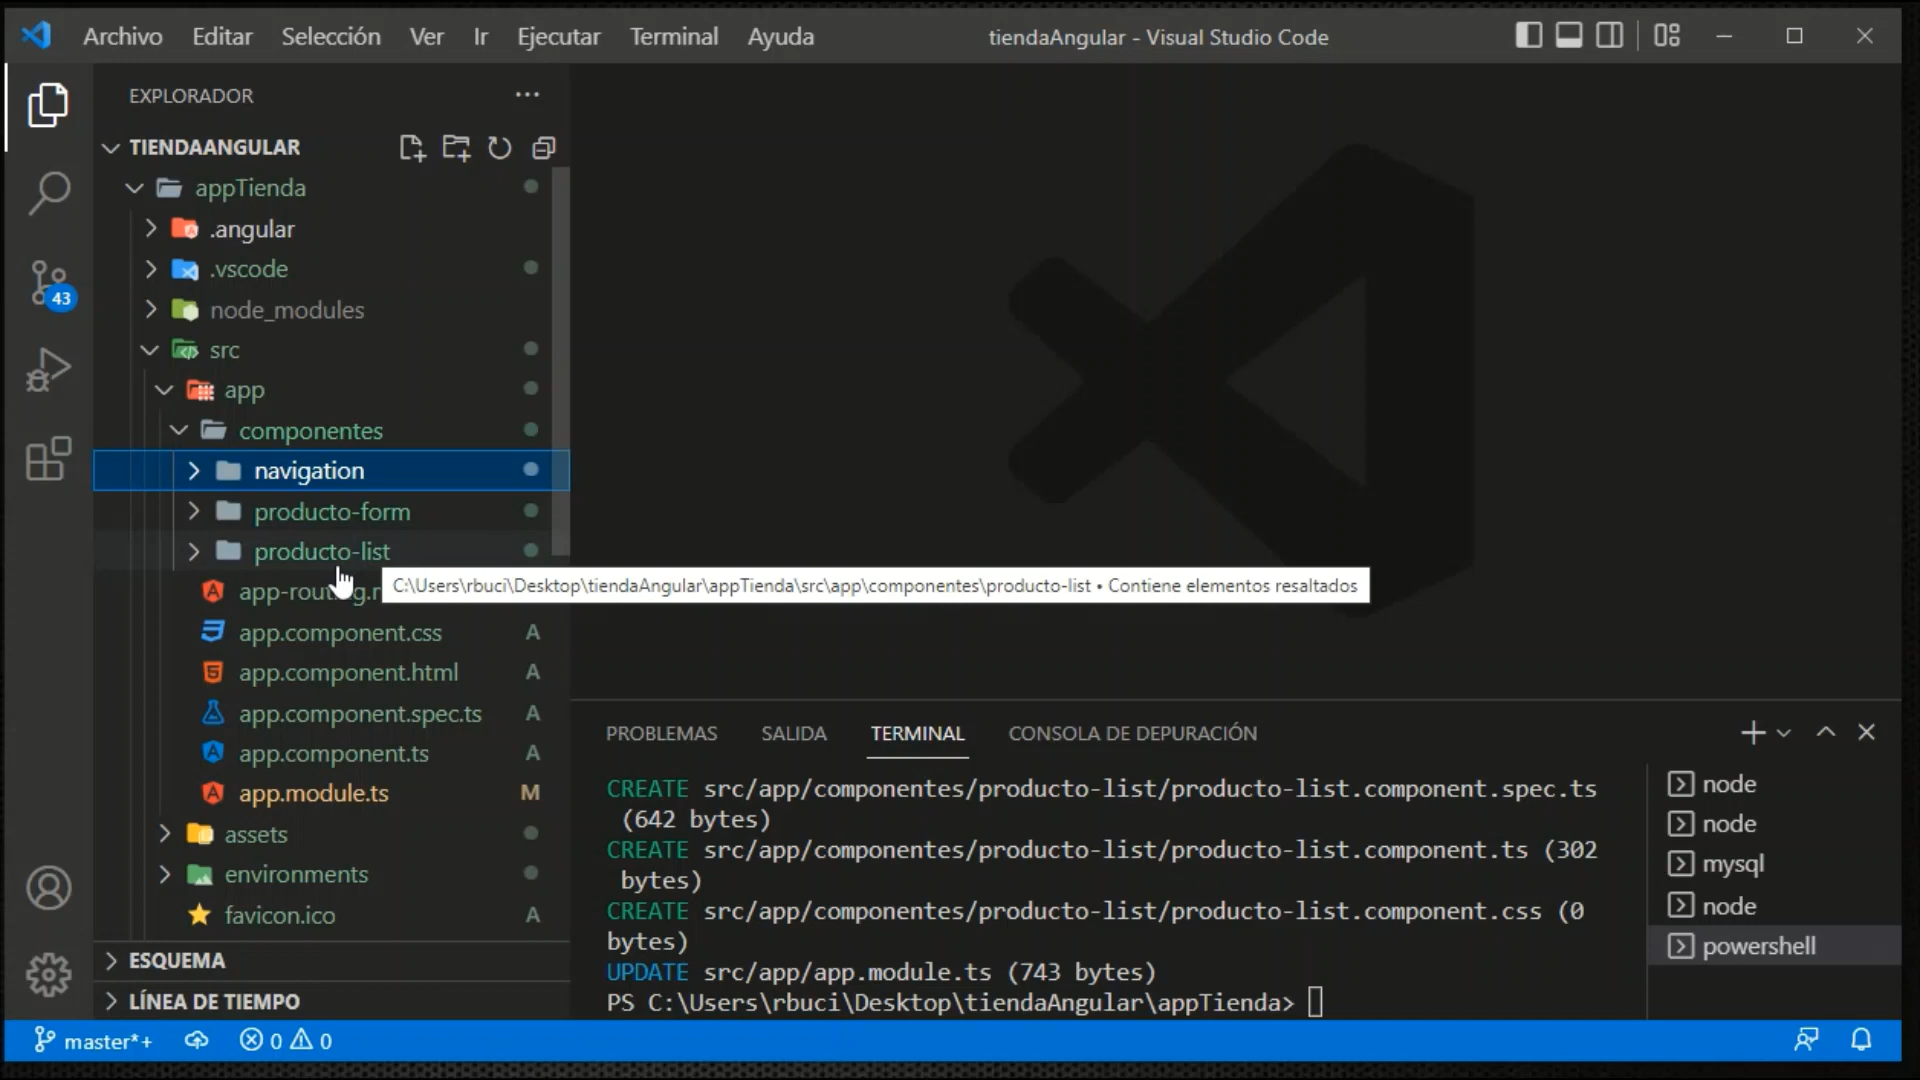 Archivo Editar Selección Ver Ir Ejecutar Terminal Ayuda tiendaAngular - Visual Studio Code
EXPLORADOR
TIENDAANGULAR
appTienda
.angular
.vscode
node_modules
src
app
componentes
navigation
producto-form
producto-list
C:\Users\rbuci\Desktop\tiendaAngular\appTienda\src\app\componentes\producto-list • Contiene elementos resaltados
app.component.css A
app.component.html A
app.component.spec.ts A
app.component.ts A
app.module.ts M
assets
environments
favicon.ico A
ESQUEMA
LÍNEA DE TIEMPO
43
PROBLEMAS SALIDA TERMINAL CONSOLA DE DEPURACIÓN
CREATE src/app/componentes/producto-list/producto-list.component.spec.ts
(642 bytes)
CREATE src/app/componentes/producto-list/producto-list.component.ts (302
bytes)
CREATE src/app/componentes/producto-list/producto-list.component.css (0
bytes)
UPDATE src/app/app.module.ts (743 bytes)
PS C:\Users\rbuci\Desktop\tiendaAngular\appTienda>
node
node
mysql
node
powershell
master*+ 0 0